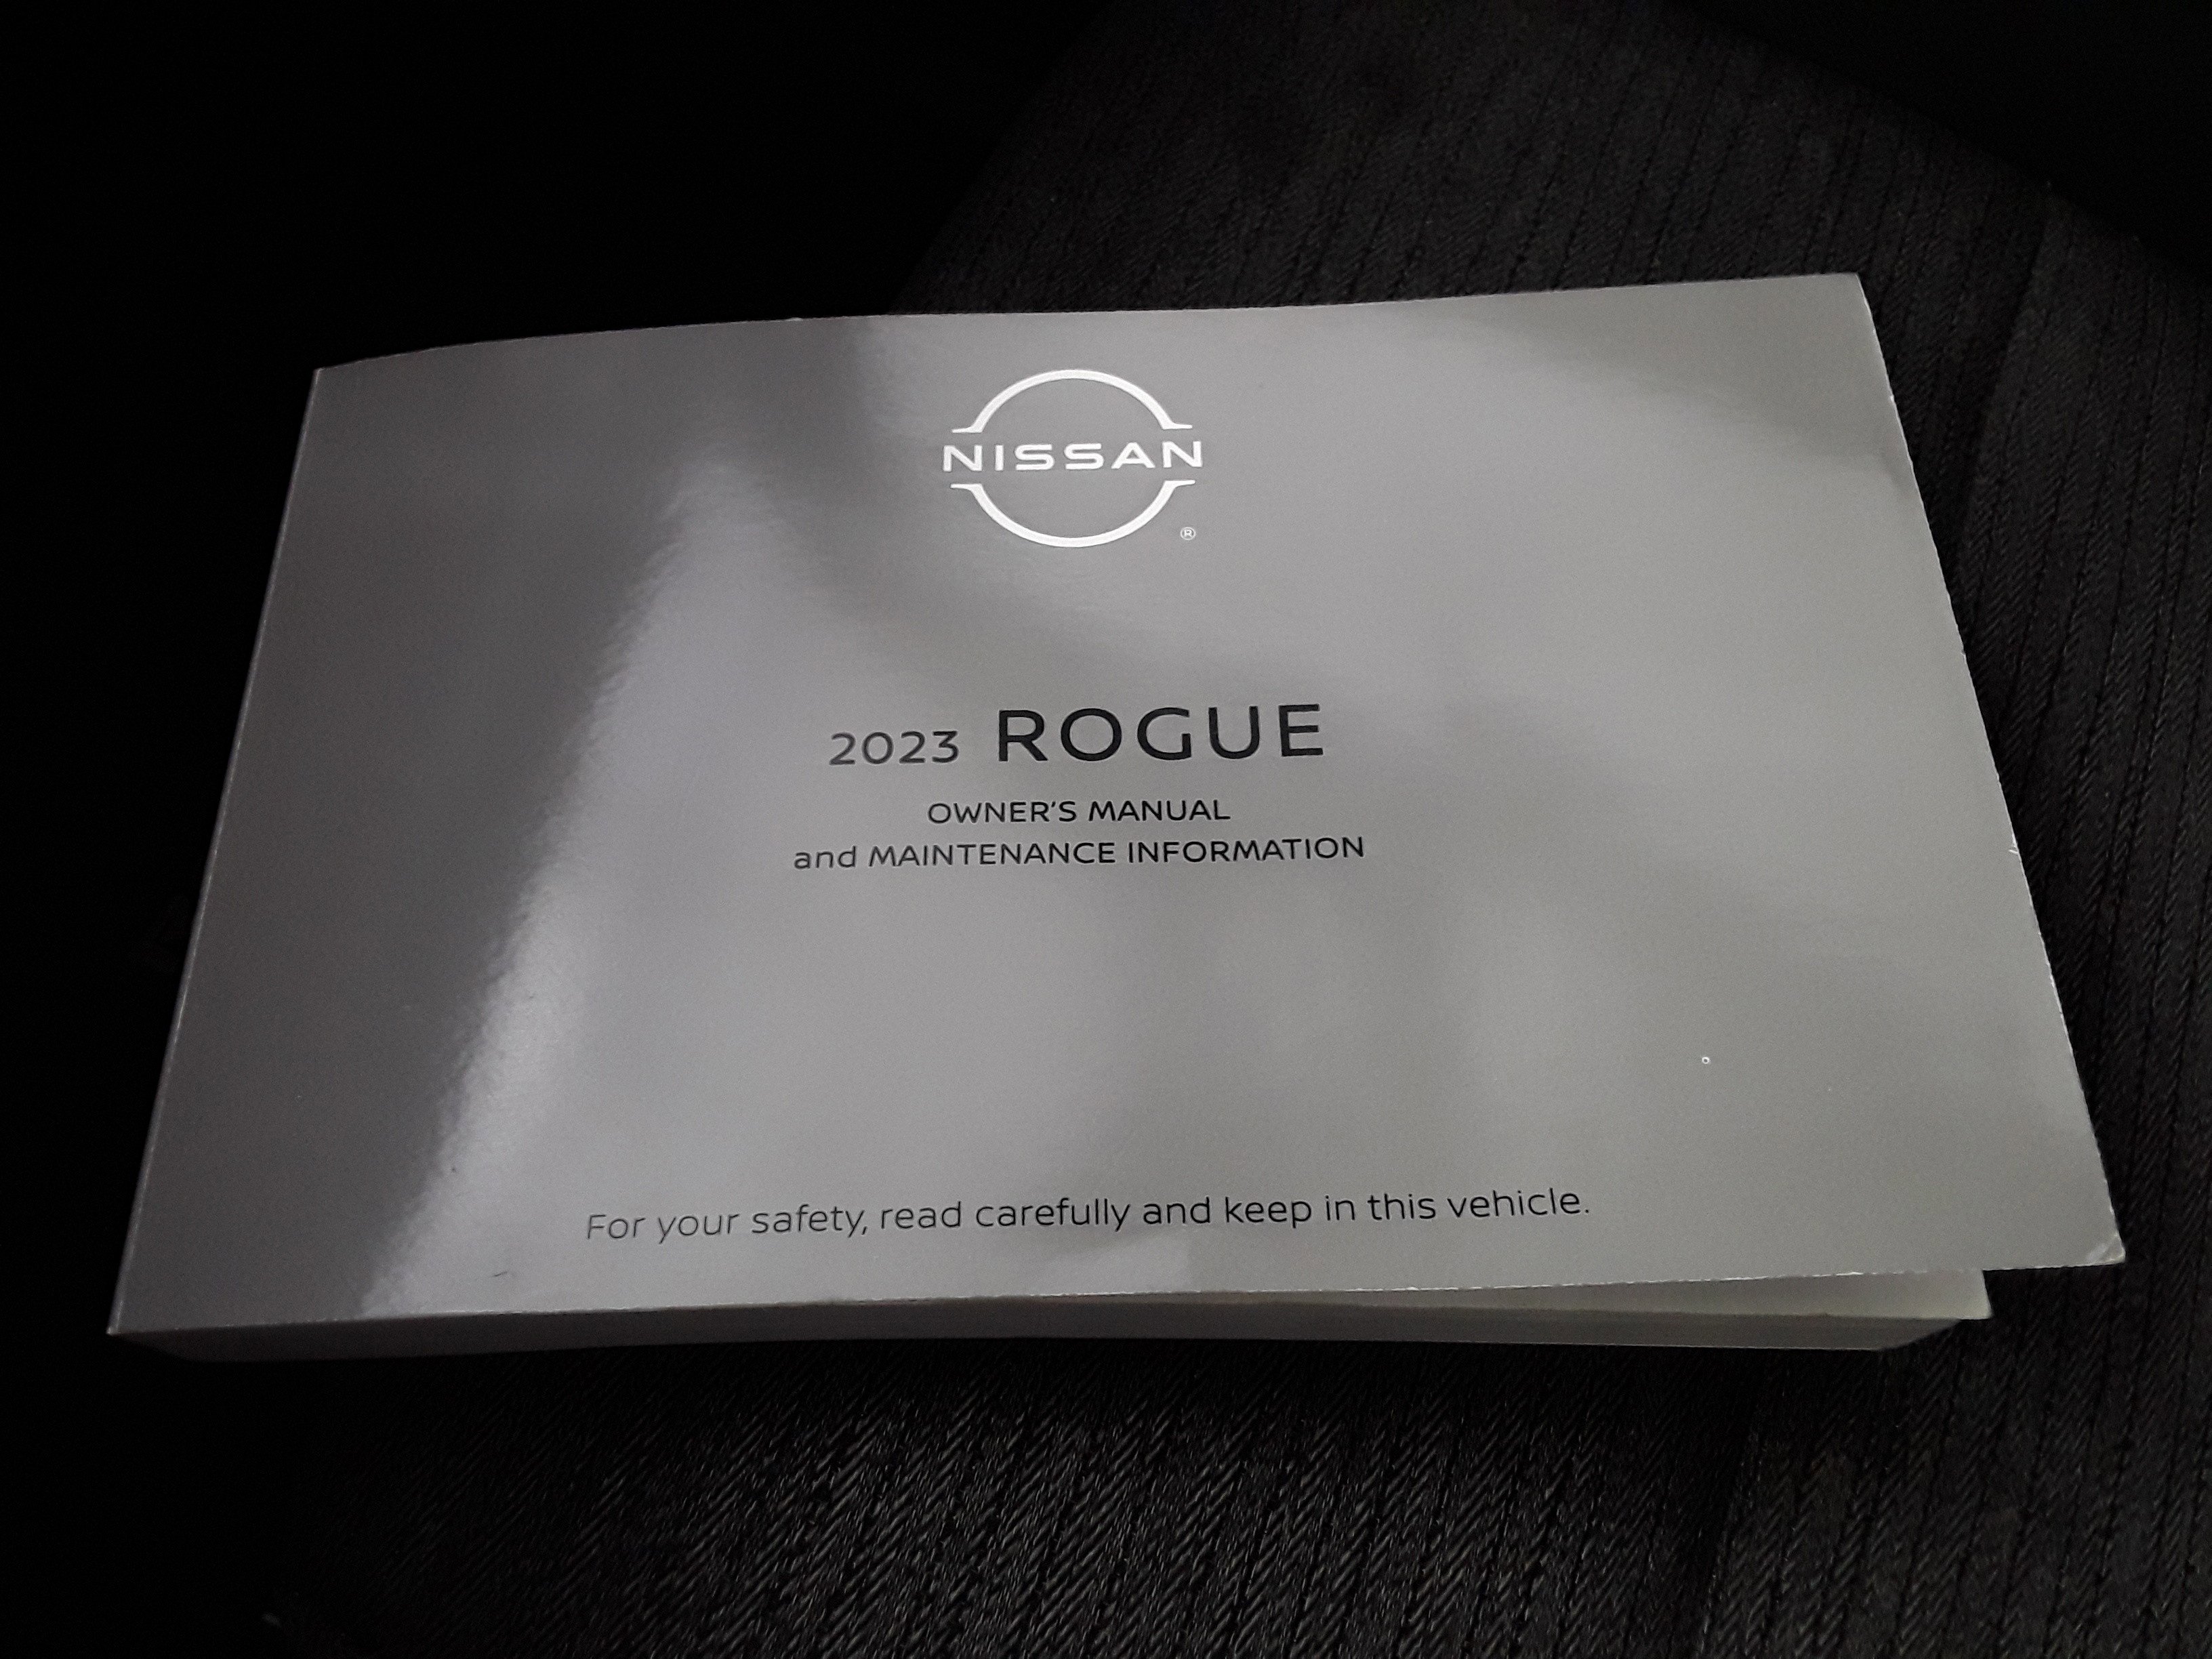 NISSAN
®
2023 ROGUE
OWNER'S MANUAL
and MAINTENANCE INFORMATION
For your safety, read carefully and keep in this vehicle.